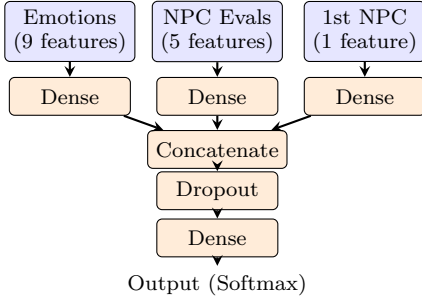 Emotions
(9 features)
NPC Evals
(5 features)
1st NPC
(1 feature)
Dense
Dense
Dense
Concatenate
Dropout
Dense
Output (Softmax)